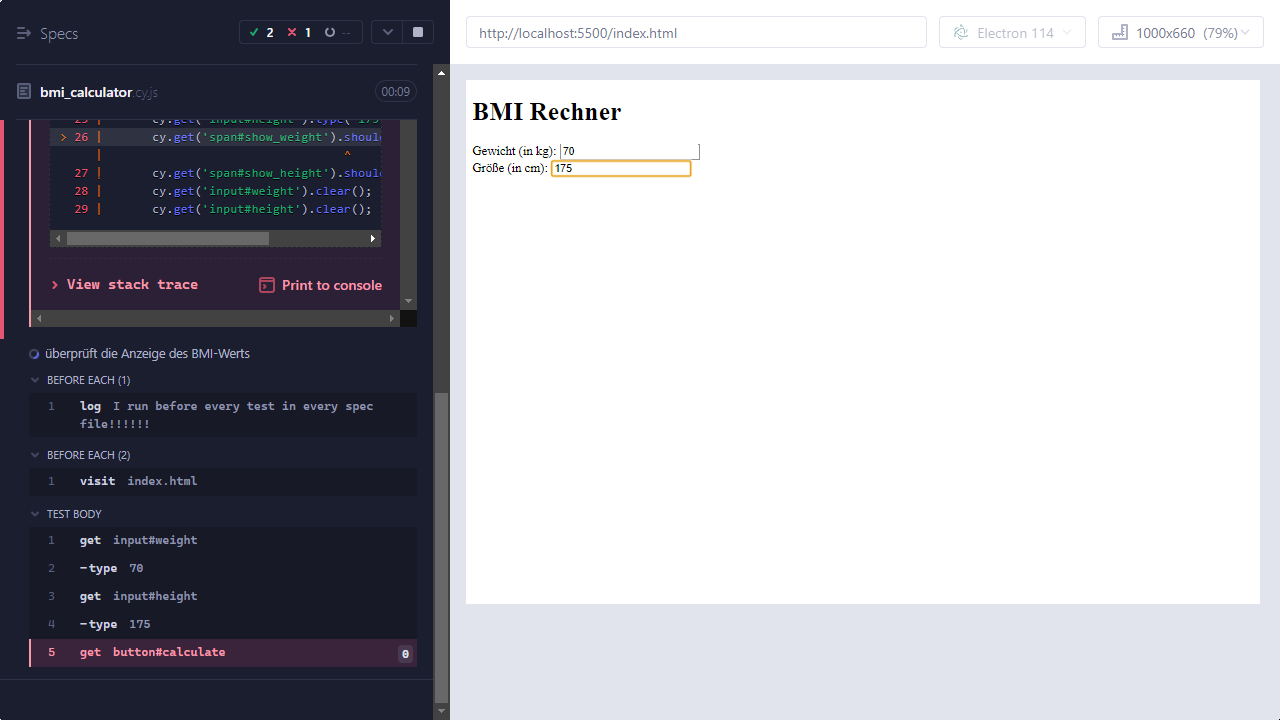 Specs
2
1
--
http://localhost:5500/index.html
Electron 114
1000x660 (79%)
bmi_calculator.cy.js
00:09
25 | cy.get('input#height').type('175
> 26 | cy.get('span#show_weight').should
| ^
27 | cy.get('span#show_height').should
28 | cy.get('input#weight').clear();
29 | cy.get('input#height').clear();
View stack trace
Print to console
überprüft die Anzeige des BMI-Werts
BEFORE EACH (1)
1 log I run before every test in every spec
file!!!!!!
BEFORE EACH (2)
1 visit index.html
TEST BODY
1 get input#weight
2 -type 70
3 get input#height
4 -type 175
5 get button#calculate 0
BMI Rechner
Gewicht (in kg): 70
Größe (in cm): 175